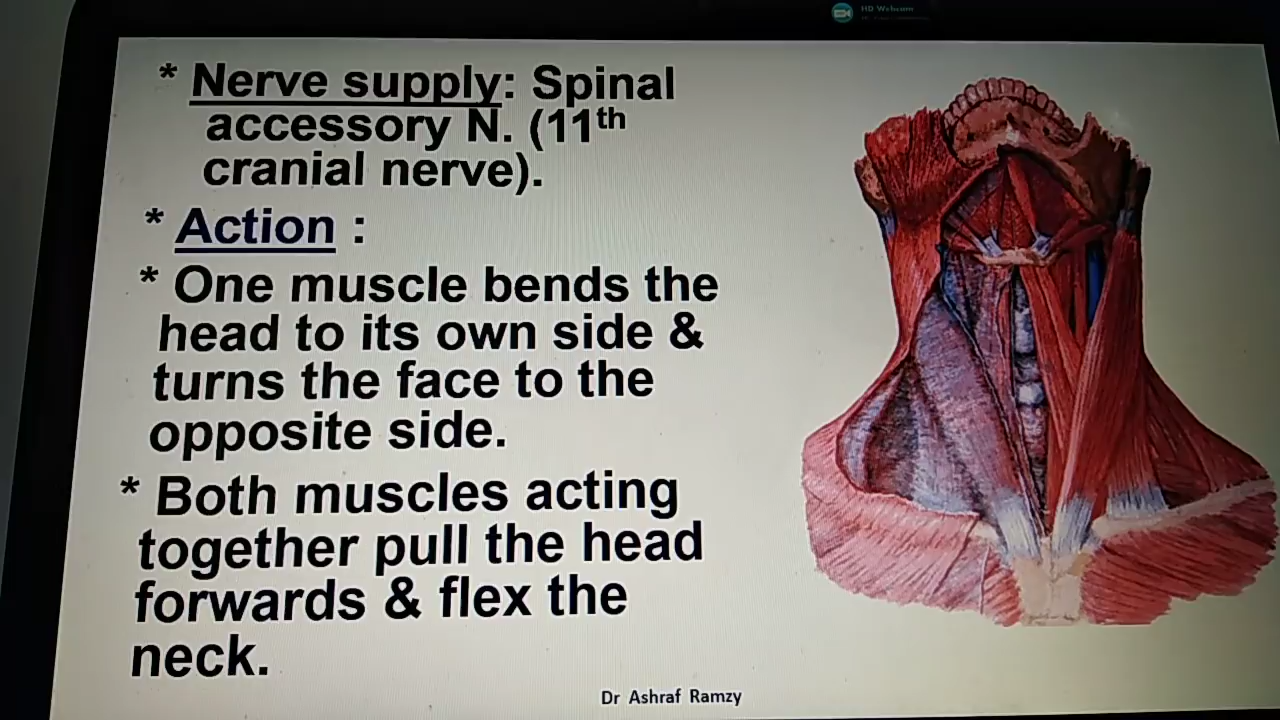 HD Webcam
* Nerve supply: Spinal
accessory N. (11th
cranial nerve).
* Action :
* One muscle bends the
head to its own side &
turns the face to the
opposite side.
* Both muscles acting
together pull the head
forwards & flex the
neck.
Dr Ashraf Ramzy